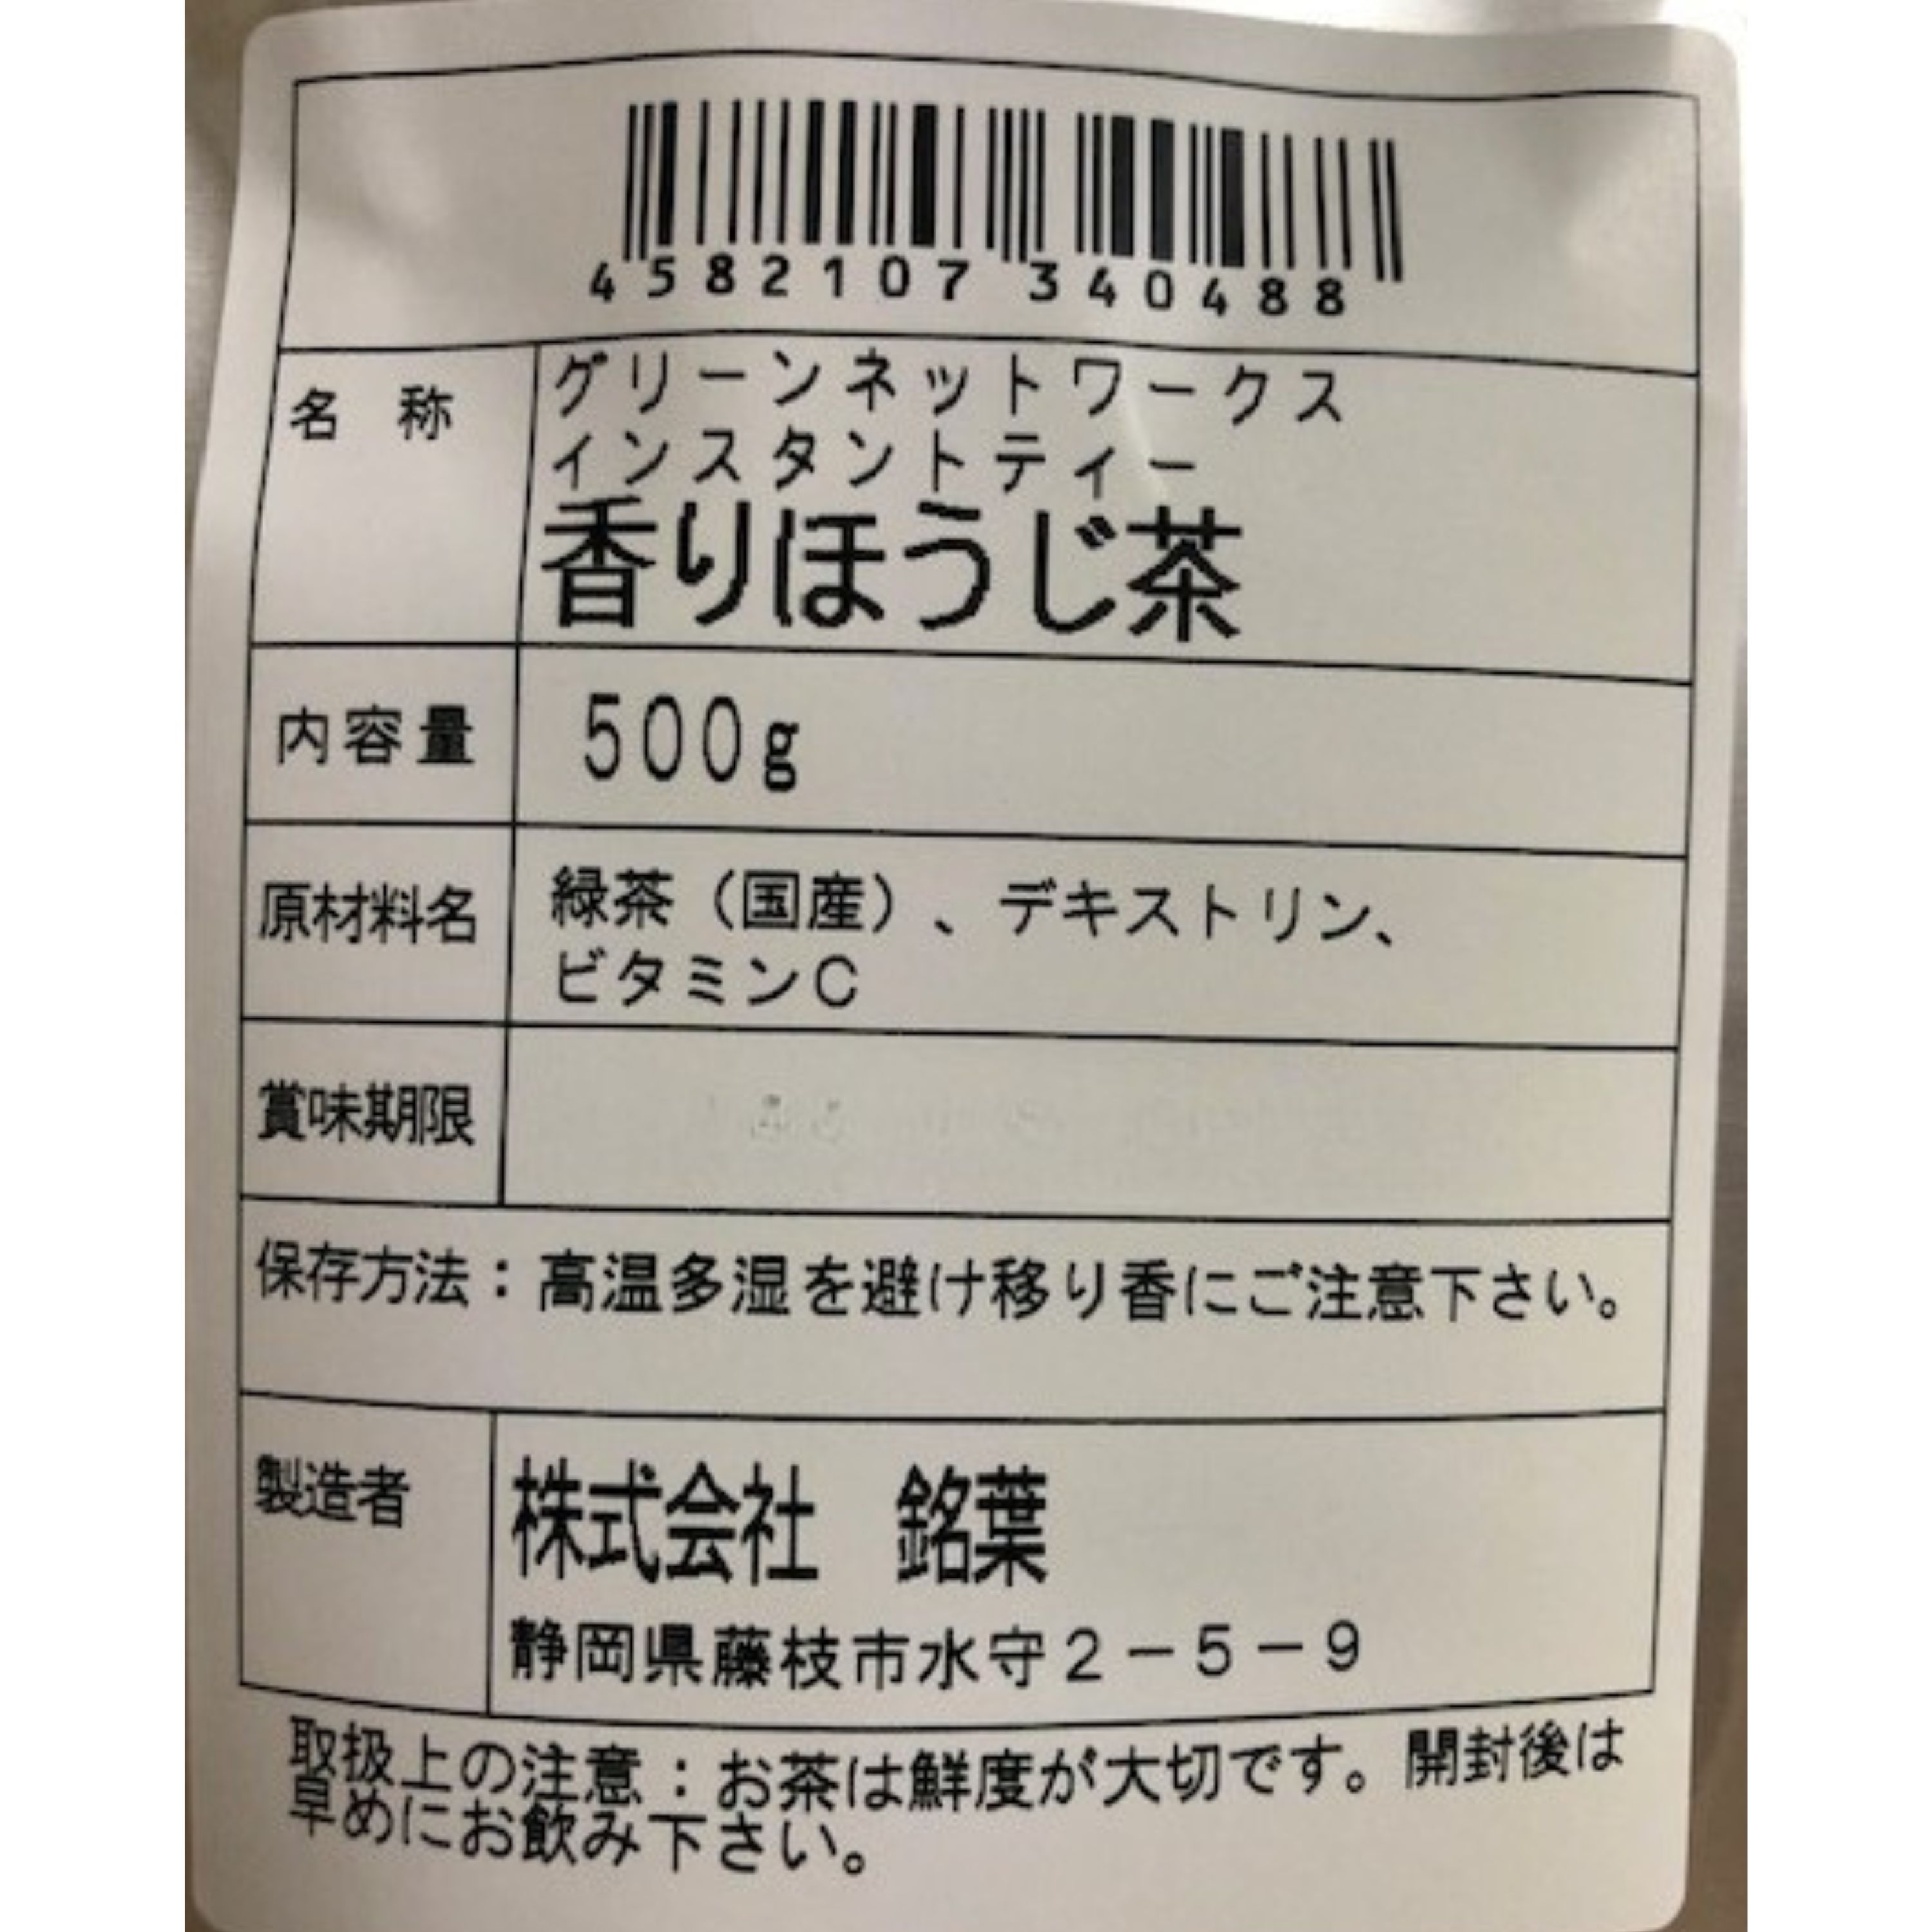 4582107 340488
名 称
グリーンネットワークス
インスタントティー
香りほうじ茶
内容量
500g
原材料名
緑茶（国産）、デキストリン、
ビタミンC
賞味期限
保存方法：高温多湿を避け移り香にご注意下さい。
製造者
株式会社 銘葉
静岡県藤枝市水守2－5－9
取扱上の注意：お茶は鮮度が大切です。開封後は
早めにお飲み下さい。